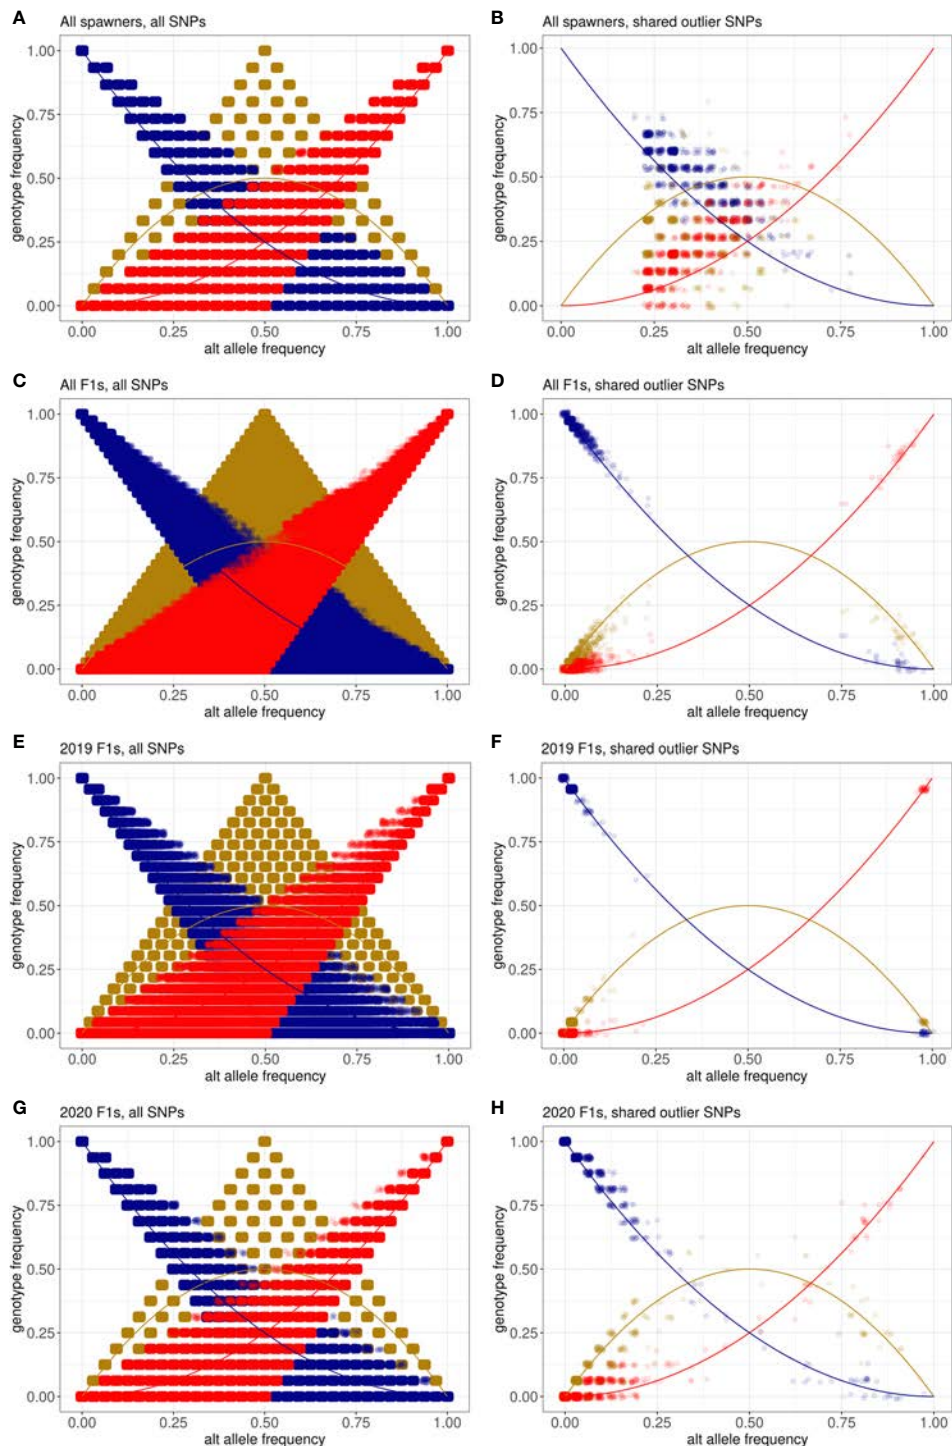 A
All spawners, all SNPs
1.00
0.75
0.50
0.25
0.00
genotype frequency
0.00 0.25 0.50 0.75 1.00
alt allele frequency
B
All spawners, shared outlier SNPs
1.00
0.75
0.50
0.25
0.00
genotype frequency
0.00 0.25 0.50 0.75 1.00
alt allele frequency
C
All F1s, all SNPs
1.00
0.75
0.50
0.25
0.00
genotype frequency
0.00 0.25 0.50 0.75 1.00
alt allele frequency
D
All F1s, shared outlier SNPs
1.00
0.75
0.50
0.25
0.00
genotype frequency
0.00 0.25 0.50 0.75 1.00
alt allele frequency
E
2019 F1s, all SNPs
1.00
0.75
0.50
0.25
0.00
genotype frequency
0.00 0.25 0.50 0.75 1.00
alt allele frequency
F
2019 F1s, shared outlier SNPs
1.00
0.75
0.50
0.25
0.00
genotype frequency
0.00 0.25 0.50 0.75 1.00
alt allele frequency
G
2020 F1s, all SNPs
1.00
0.75
0.50
0.25
0.00
genotype frequency
0.00 0.25 0.50 0.75 1.00
alt allele frequency
H
2020 F1s, shared outlier SNPs
1.00
0.75
0.50
0.25
0.00
genotype frequency
0.00 0.25 0.50 0.75 1.00
alt allele frequency